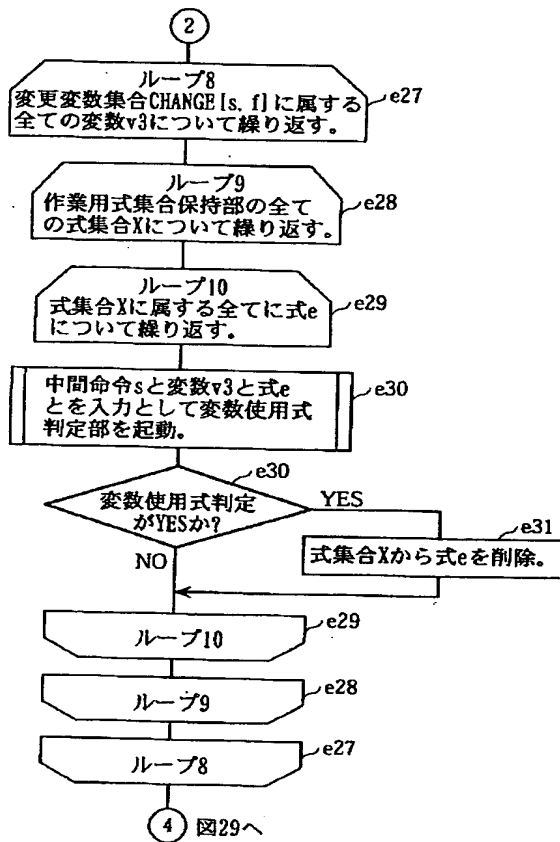 2
ループ8
変更変数集合CHANGE[s, f]に属する
全ての変数v3について繰り返す。
e27
ループ9
作業用式集合保持部の全て
の式集合Xについて繰り返す。
e28
ループ10
式集合Xに属する全てに式e
について繰り返す。
e29
中間命令sと変数v3と式e
とを入力として変数使用式
判定部を起動。
e30
変数使用式判定
がYESか?
e30
YES
NO
式集合Xから式eを削除。
e31
ループ10
e29
ループ9
e28
ループ8
e27
4 図29へ